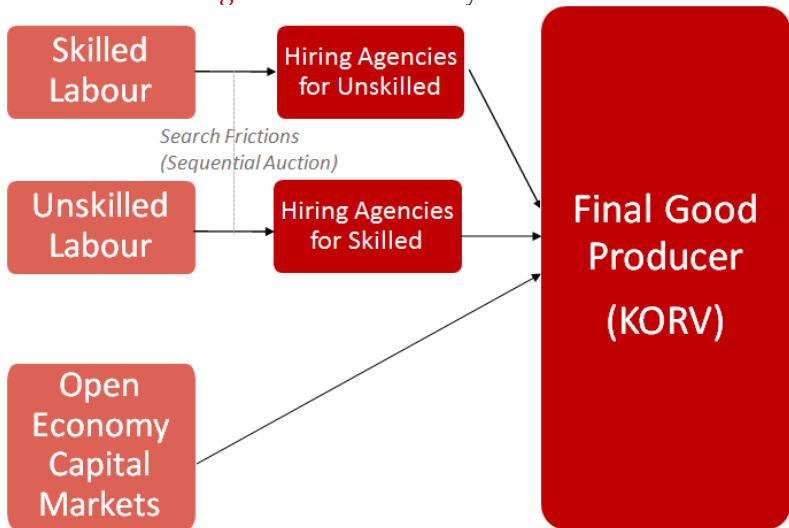 Skilled
Labour
Hiring Agencies
for Unskilled
Search Frictions
(Sequential Auction)
Unskilled
Labour
Hiring Agencies
for Skilled
Final Good
Producer
(KORV)
Open
Economy
Capital
Markets